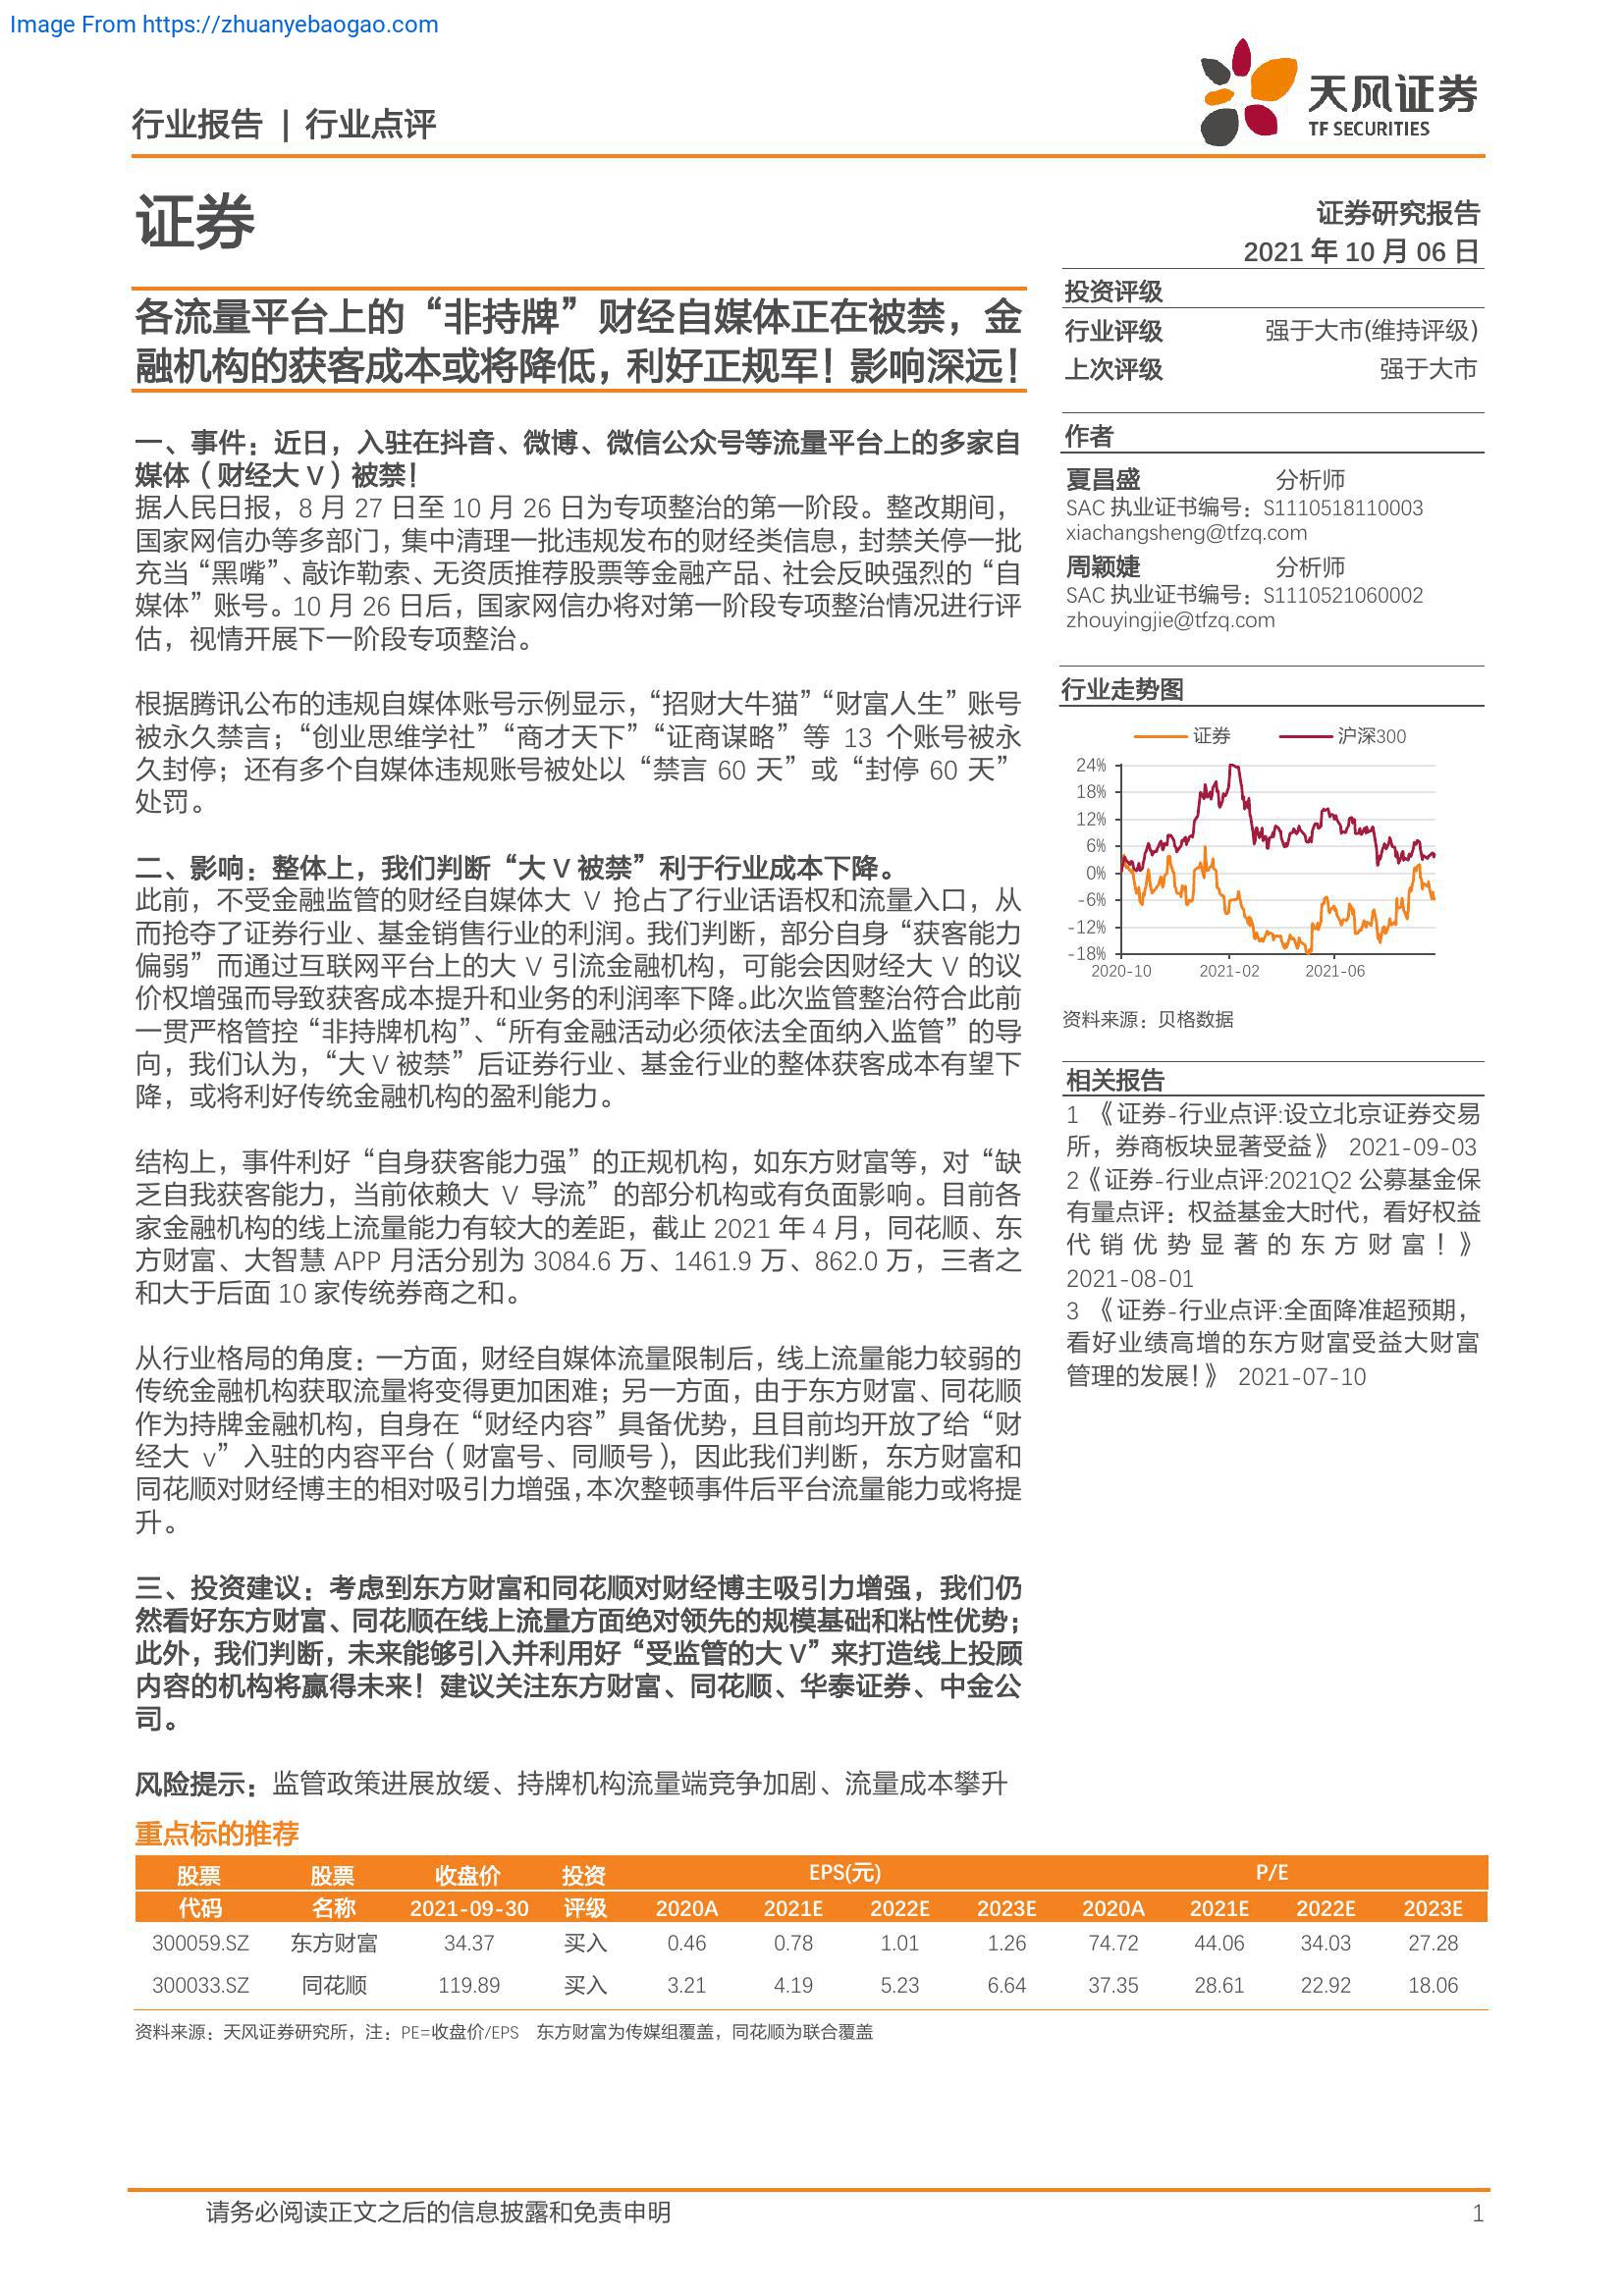 Image From https://zhuanyebaogao.com
行业报告 | 行业点评
天风证券
TF SECURITIES
证券
证券研究报告
2021 年 10 月 06 日
各流量平台上的“非持牌”财经自媒体正在被禁，金
融机构的获客成本或将降低，利好正规军！影响深远！
一、事件：近日，入驻在抖音、微博、微信公众号等流量平台上的多家自
媒体（财经大 V）被禁！
据人民日报，8 月 27 日至 10 月 26 日为专项整治的第一阶段。整改期间，
国家网信办等多部门，集中清理一批违规发布的财经类信息，封禁关停一批
充当“黑嘴”、敲诈勒索、无资质推荐股票等金融产品、社会反映强烈的“自
媒体”账号。10 月 26 日后，国家网信办将对第一阶段专项整治情况进行评
估，视情开展下一阶段专项整治。
根据腾讯公布的违规自媒体账号示例显示，“招财大牛猫”“财富人生”账号
被永久禁言；“创业思维学社”“商才天下”“证商谋略”等 13 个账号被永
久封停；还有多个自媒体违规账号被处以“禁言 60 天”或“封停 60 天”
处罚。
二、影响：整体上，我们判断“大 V 被禁”利于行业成本下降。
此前，不受金融监管的财经自媒体大 V 抢占了行业话语权和流量入口，从
而抢夺了证券行业、基金销售行业的利润。我们判断，部分自身“获客能力
偏弱”而通过互联网平台上的大 V 引流金融机构，可能会因财经大 V 的议
价权增强而导致获客成本提升和业务的利润率下降。此次监管整治符合此前
一贯严格管控“非持牌机构”、“所有金融活动必须依法全面纳入监管”的导
向，我们认为，“大 V 被禁”后证券行业、基金行业的整体获客成本有望下
降，或将利好传统金融机构的盈利能力。
结构上，事件利好“自身获客能力强”的正规机构，如东方财富等，对“缺
乏自我获客能力，当前依赖大 V 导流”的部分机构或有负面影响。目前各
家金融机构的线上流量能力有较大的差距，截止 2021 年 4 月，同花顺、东
方财富、大智慧 APP 月活分别为 3084.6 万、1461.9 万、862.0 万，三者之
和大于后面 10 家传统券商之和。
从行业格局的角度：一方面，财经自媒体流量限制后，线上流量能力较弱的
传统金融机构获取流量将变得更加困难；另一方面，由于东方财富、同花顺
作为持牌金融机构，自身在“财经内容”具备优势，且目前均开放了给“财
经大 v”入驻的内容平台（财富号、同顺号），因此我们判断，东方财富和
同花顺对财经博主的相对吸引力增强，本次整顿事件后平台流量能力或将提
升。
三、投资建议：考虑到东方财富和同花顺对财经博主吸引力增强，我们仍
然看好东方财富、同花顺在线上流量方面绝对领先的规模基础和粘性优势；
此外，我们判断，未来能够引入并利用好“受监管的大 V”来打造线上投顾
内容的机构将赢得未来！建议关注东方财富、同花顺、华泰证券、中金公
司。
风险提示：监管政策进展放缓、持牌机构流量端竞争加剧、流量成本攀升
投资评级
行业评级 强于大市(维持评级)
上次评级 强于大市
作者
夏昌盛 分析师
SAC 执业证书编号：S1110518110003
xiachangsheng@tfzq.com
周颖婕 分析师
SAC 执业证书编号：S1110521060002
zhouyingjie@tfzq.com
行业走势图
证券 沪深300
24%
18%
12%
6%
0%
-6%
-12%
-18%
2020-10 2021-02 2021-06
资料来源：贝格数据
相关报告
1 《证券-行业点评:设立北京证券交易
所，券商板块显著受益》 2021-09-03
2《证券-行业点评:2021Q2 公募基金保
有量点评：权益基金大时代，看好权益
代销优势显著的东方财富！》
2021-08-01
3 《证券-行业点评:全面降准超预期，
看好业绩高增的东方财富受益大财富
管理的发展！》 2021-07-10
重点标的推荐
股票 股票 收盘价 投资 EPS(元) P/E
代码 名称 2021-09-30 评级 2020A 2021E 2022E 2023E 2020A 2021E 2022E 2023E
300059.SZ 东方财富 34.37 买入 0.46 0.78 1.01 1.26 74.72 44.06 34.03 27.28
300033.SZ 同花顺 119.89 买入 3.21 4.19 5.23 6.64 37.35 28.61 22.92 18.06
资料来源：天风证券研究所，注：PE=收盘价/EPS 东方财富为传媒组覆盖，同花顺为联合覆盖
请务必阅读正文之后的信息披露和免责申明 1